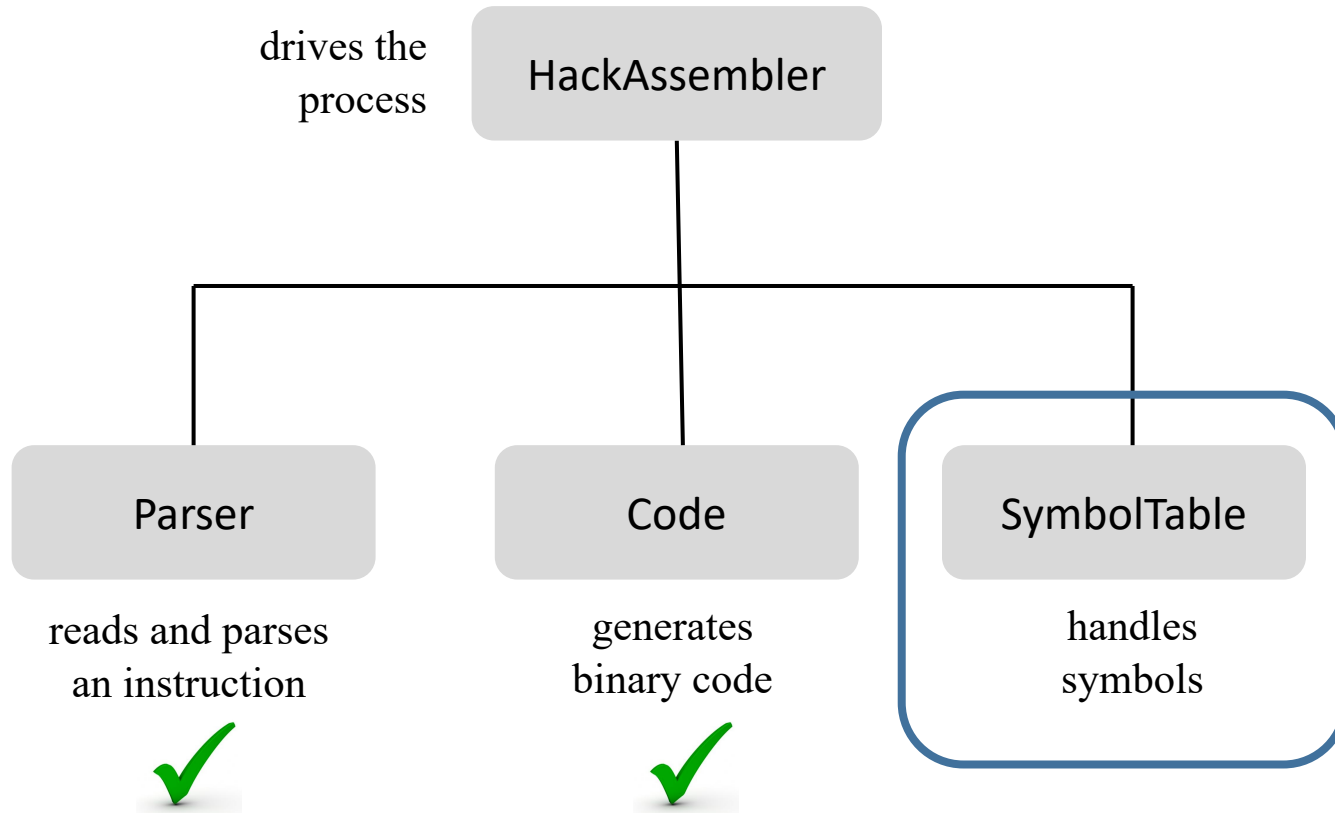 drives the
process
HackAssembler
Parser
Code
SymbolTable
reads and parses
an instruction
generates
binary code
handles
symbols